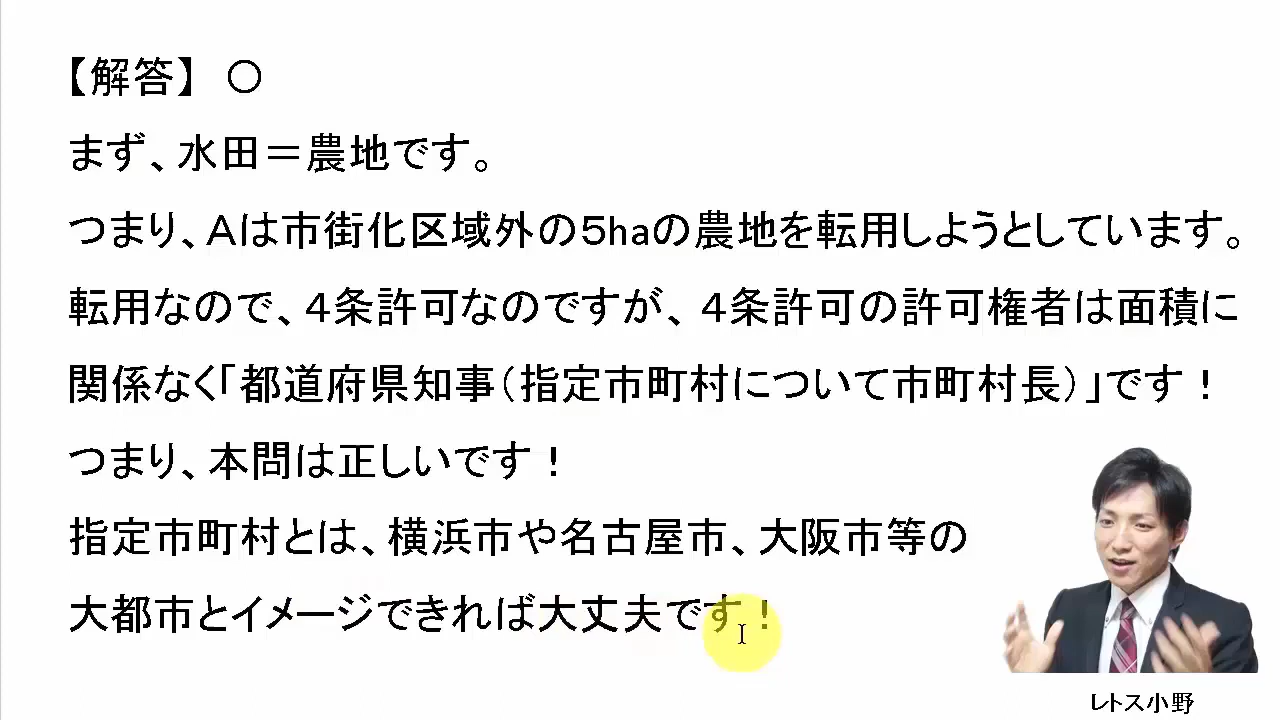 【解答】 ○
まず、水田＝農地です。
つまり、Ａは市街化区域外の５haの農地を転用しようとしています。
転用なので、４条許可なのですが、４条許可の許可権者は面積に
関係なく「都道府県知事（指定市町村について市町村長）」です！
つまり、本問は正しいです！
指定市町村とは、横浜市や名古屋市、大阪市等の
大都市とイメージできれば大丈夫です！
レトス小野